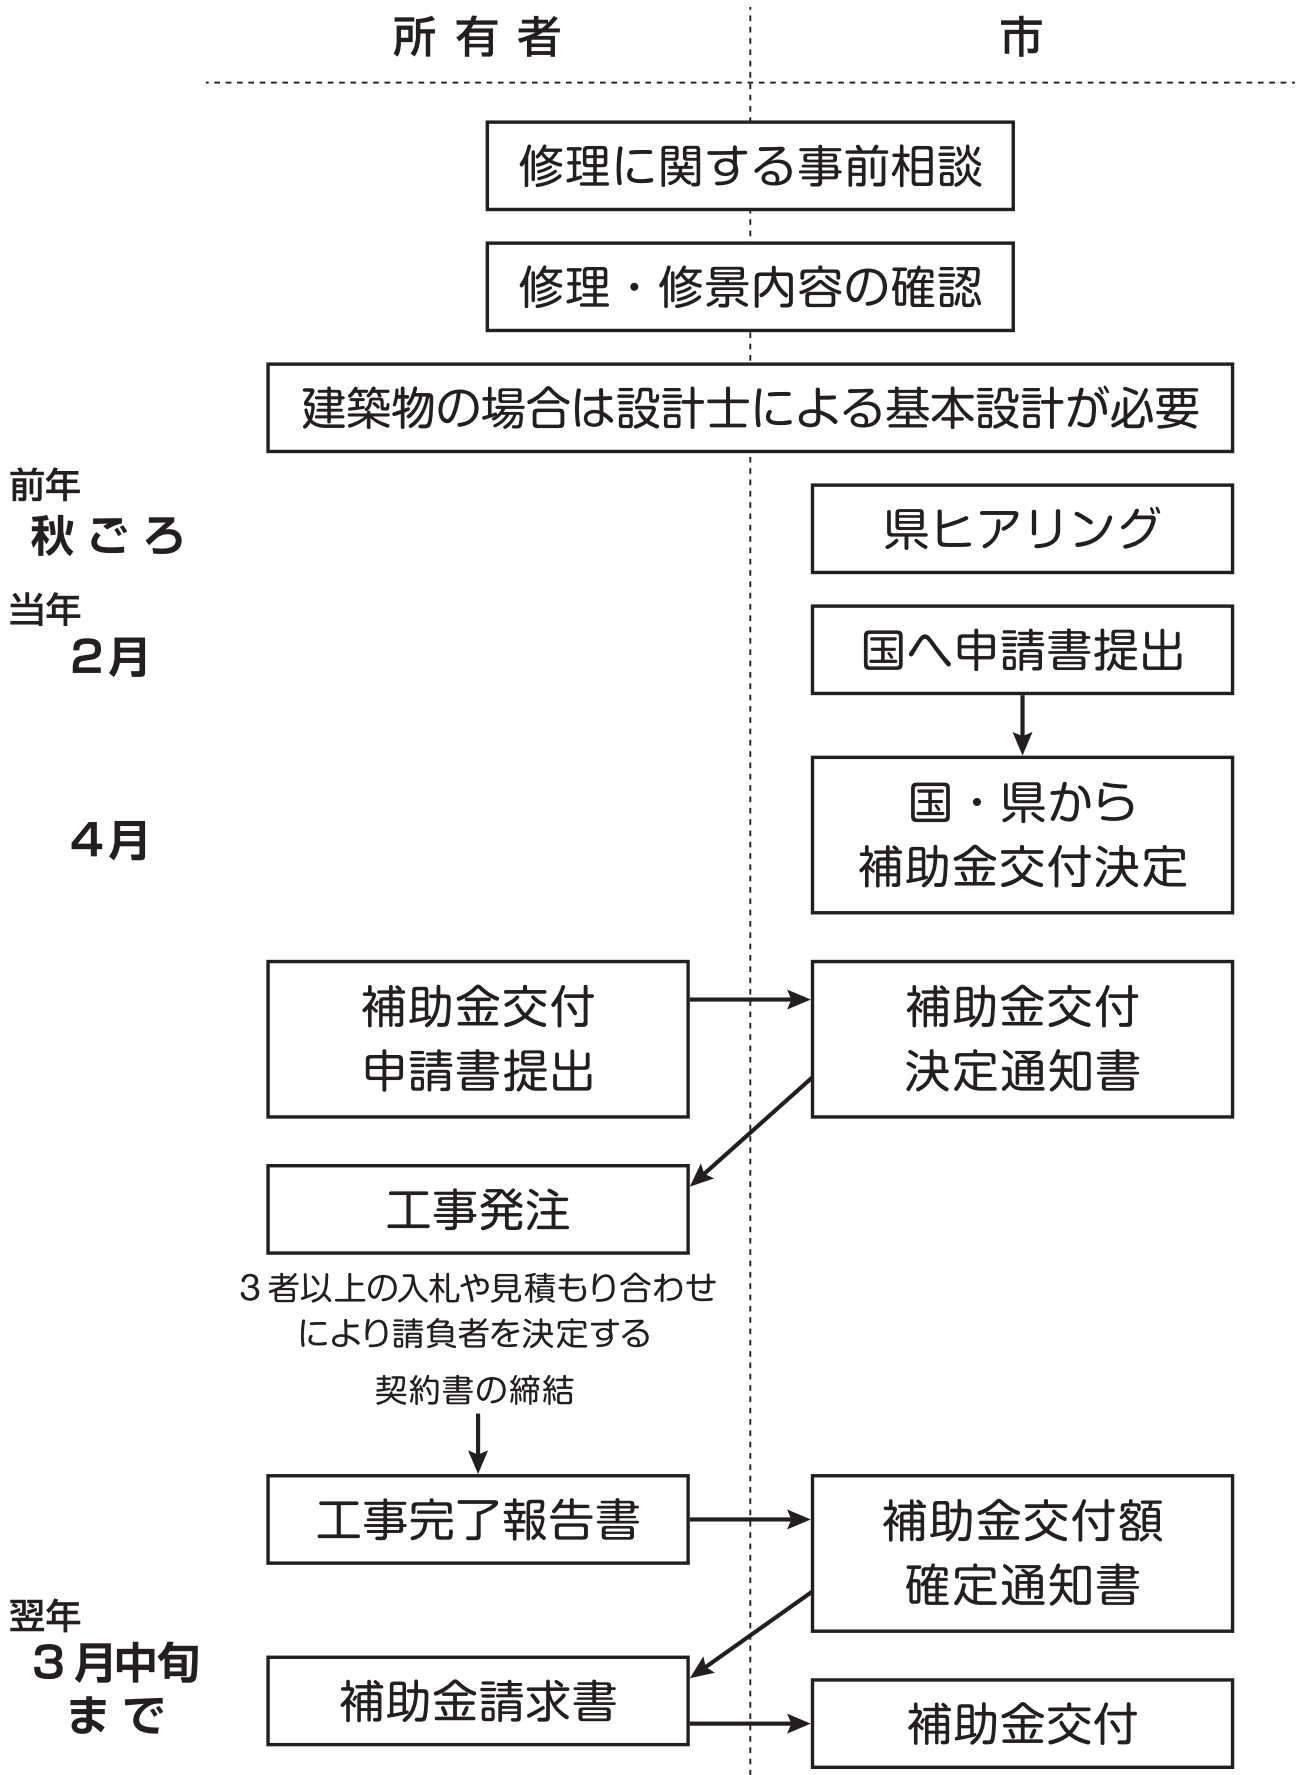 所有者
市
修理に関する事前相談
修理・修景内容の確認
建築物の場合は設計士による基本設計が必要
前年
秋ごろ
県ヒアリング
当年
2月
国へ申請書提出
4月
国・県から
補助金交付決定
補助金交付
申請書提出
補助金交付
決定通知書
工事発注
3者以上の入札や見積もり合わせ
により請負者を決定する
契約書の締結
工事完了報告書
補助金交付額
確定通知書
翌年
3月中旬
まで
補助金請求書
補助金交付